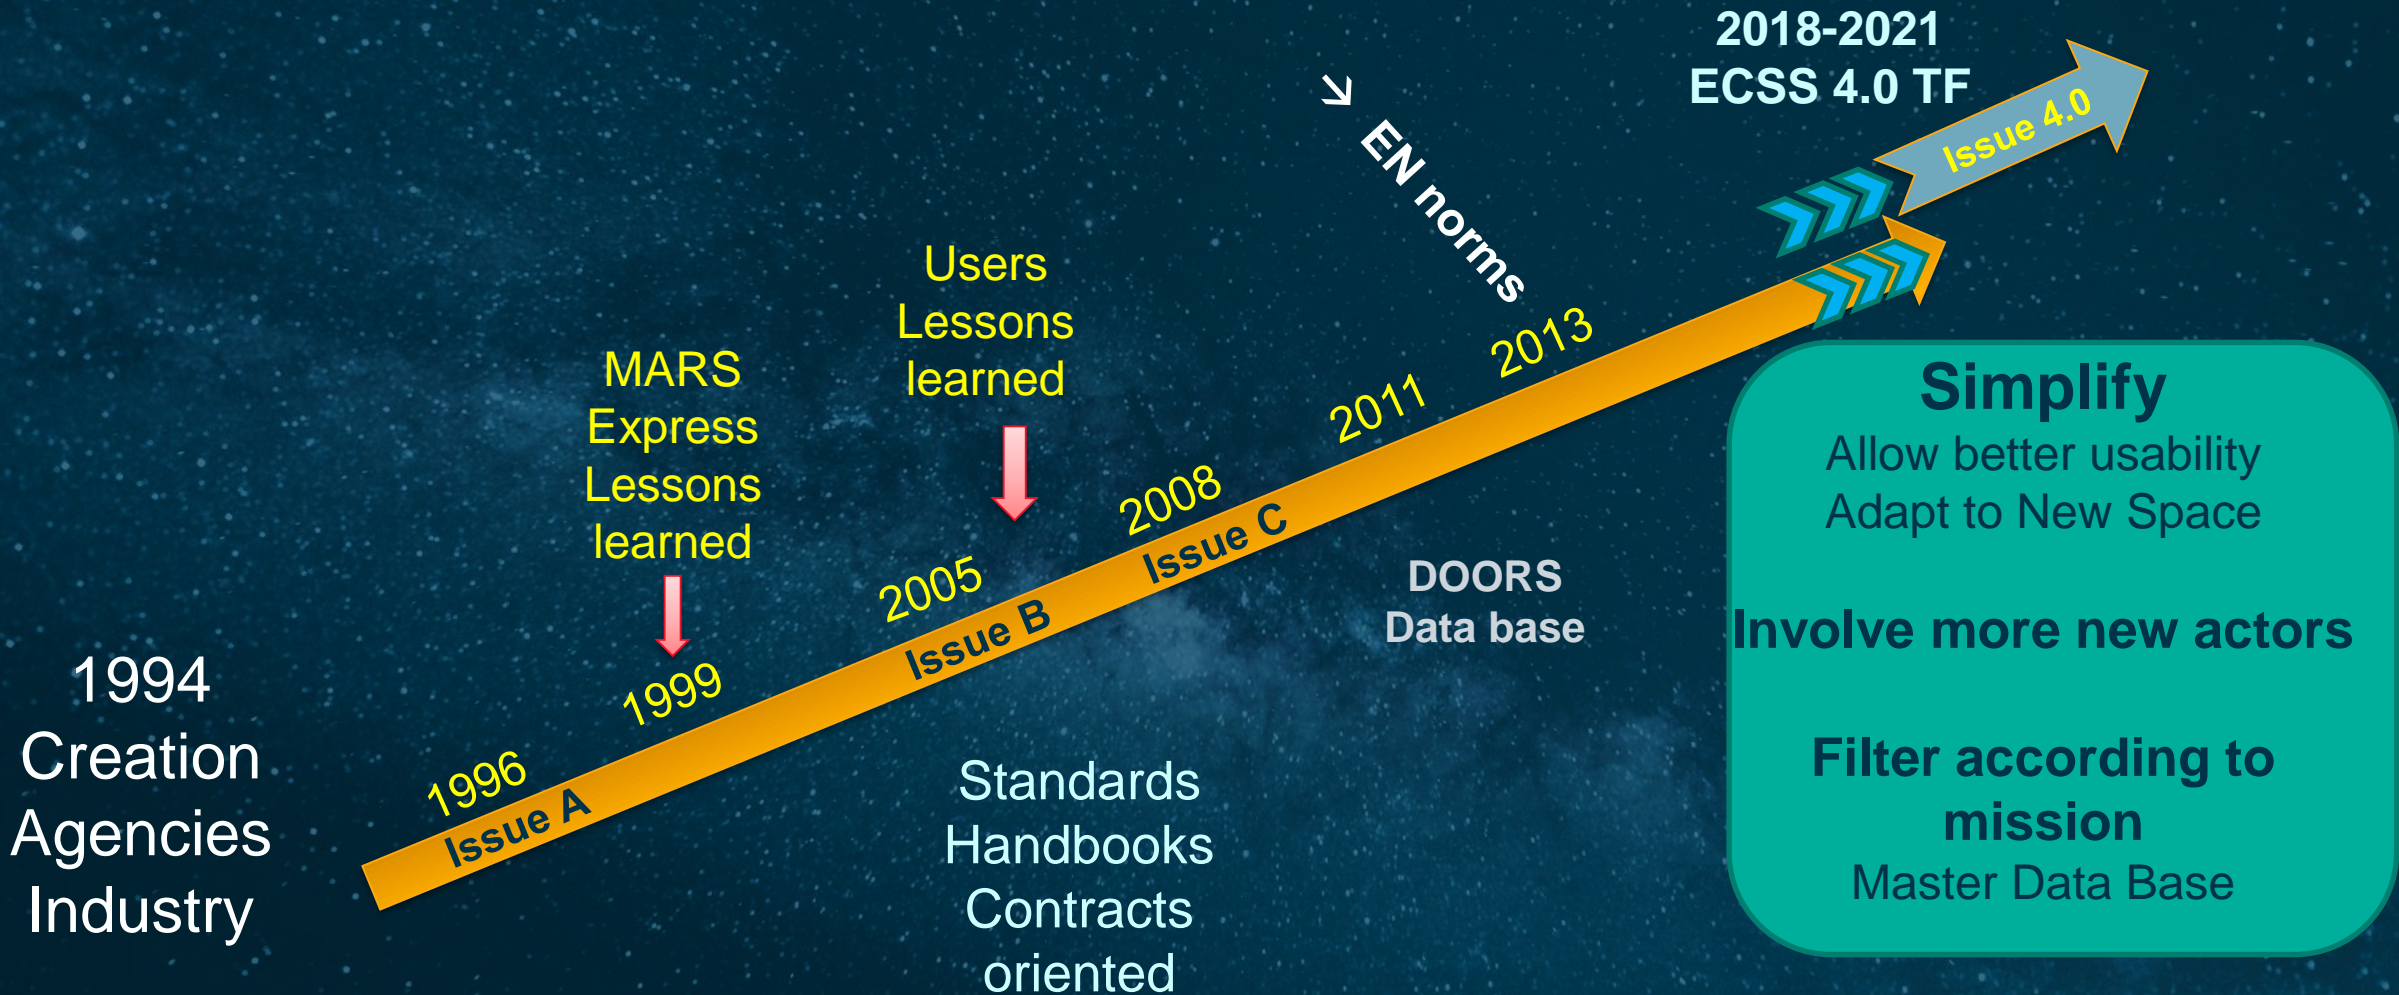 1994
Creation
Agencies
Industry
1996
Issue A
MARS
Express
Lessons
learned
1999
Users
Lessons
learned
2005
Issue B
Standards
Handbooks
Contracts
oriented
2008
Issue C
2011
DOORS
Data base
→ EN norms
2013
2018-2021
ECSS 4.0 TF
Issue 4.0
Simplify
Allow better usability
Adapt to New Space
Involve more new actors
Filter according to
mission
Master Data Base